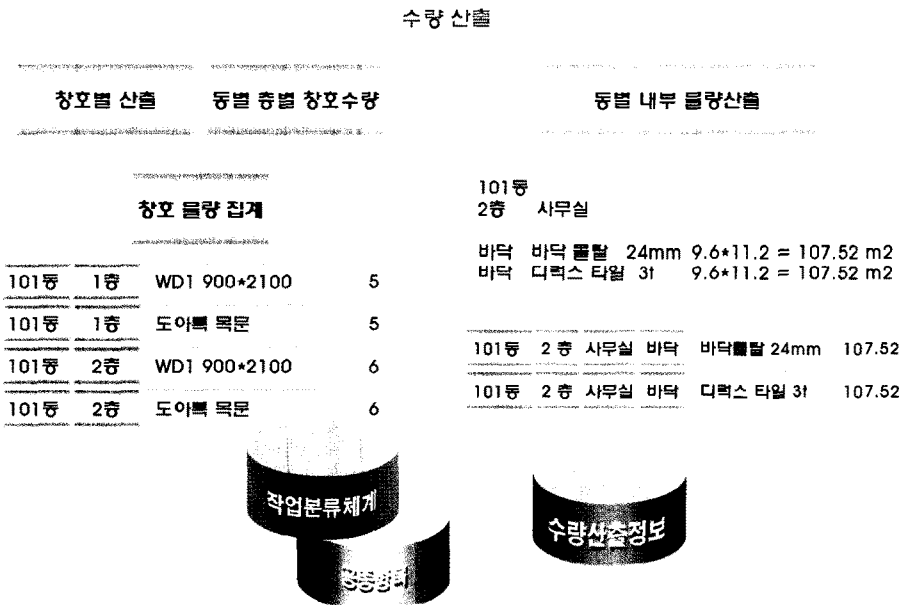 수량 산출
창호별 산출
동별 층별 창호수량
동별 내부 물량산출
창호 물량 집계
101동 1층 WD1 900*2100 5
101동 1층 도아록 목문 5
101동 2층 WD1 900*2100 6
101동 2층 도아록 목문 6
101동
2층 사무실
바닥 바닥 몰탈 24mm 9.6*11.2 = 107.52 m2
바닥 디럭스 타일 3t 9.6*11.2 = 107.52 m2
101동 2 층 사무실 바닥 바닥몰탈 24mm 107.52
101동 2 층 사무실 바닥 디럭스 타일 3t 107.52
작업분류체계
수량산출정보